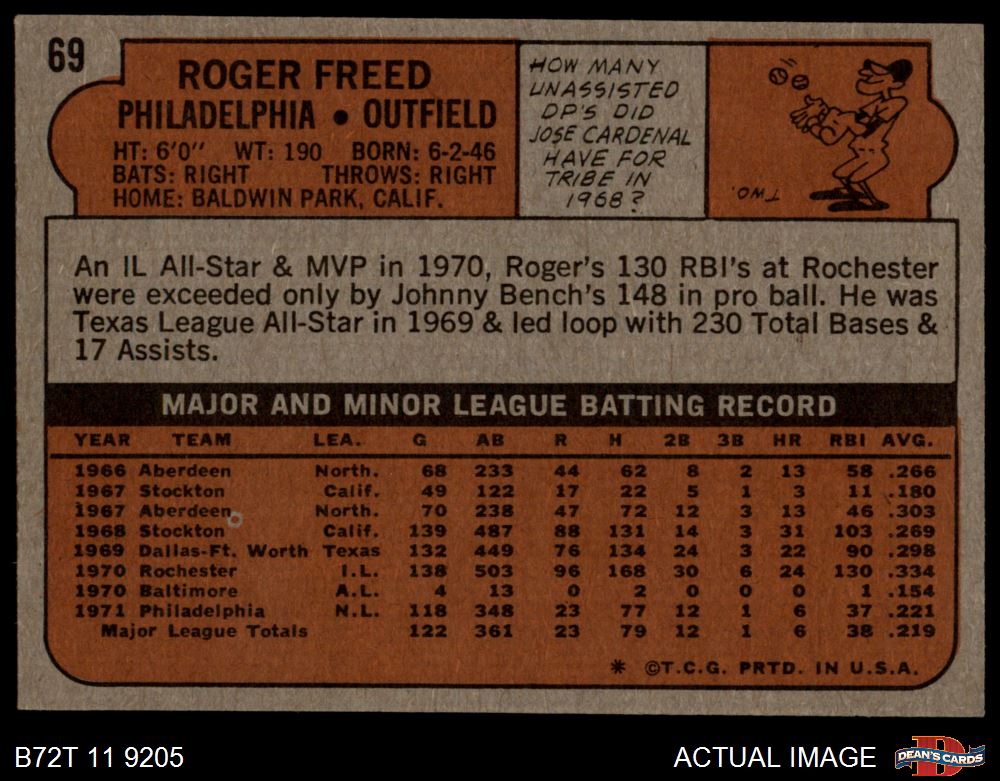 69
ROGER FREED
PHILADELPHIA • OUTFIELD
HT: 6'0" WT: 190 BORN: 6-2-46
BATS: RIGHT THROWS: RIGHT
HOME: BALDWIN PARK, CALIF.
HOW MANY
UNASSISTED
DP'S DID
JOSE CARDENAL
HAVE FOR
TRIBE IN
1968?
TWO.
An IL All-Star & MVP in 1970, Roger's 130 RBI's at Rochester
were exceeded only by Johnny Bench's 148 in pro ball. He was
Texas League All-Star in 1969 & led loop with 230 Total Bases &
17 Assists.
MAJOR AND MINOR LEAGUE BATTING RECORD
YEAR TEAM LEA. G AB R H 2B 3B HR RBI AVG.
1966 Aberdeen North. 68 233 44 62 8 2 13 58 .266
1967 Stockton Calif. 49 122 17 22 5 1 3 11 .180
1967 Aberdeen North. 70 238 47 72 12 3 13 46 .303
1968 Stockton Calif. 139 487 88 131 14 3 31 103 .269
1969 Dallas-Ft. Worth Texas 132 449 76 134 24 3 22 90 .298
1970 Rochester I.L. 138 503 96 168 30 6 24 130 .334
1970 Baltimore A.L. 4 13 0 2 0 0 0 1 .154
1971 Philadelphia N.L. 118 348 23 77 12 1 6 37 .221
Major League Totals 122 361 23 79 12 1 6 38 .219
* ©T.C.G. PRTD. IN U.S.A.
B72T 11 9205
ACTUAL IMAGE
D
DEAN'S CARDS